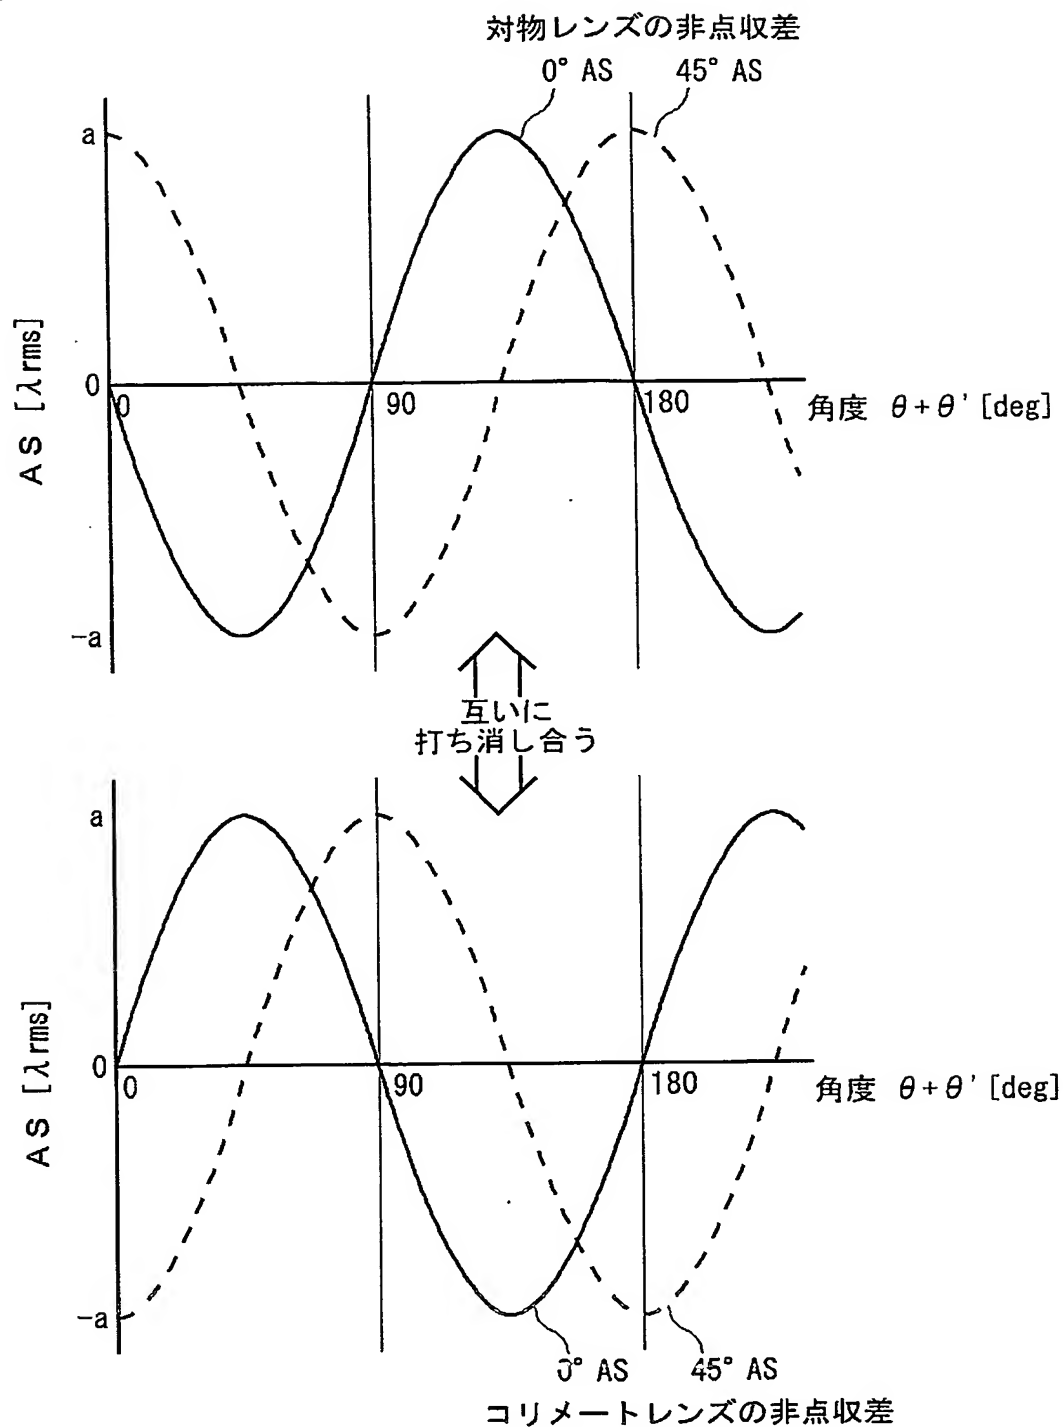 対物レンズの非点収差
0° AS
45° AS
a
0
-a
AS [λrms]
0
90
180
角度 θ+θ' [deg]
互いに
打ち消し合う
a
0
-a
AS [λrms]
0
90
180
角度 θ+θ' [deg]
0° AS
45° AS
コリメートレンズの非点収差